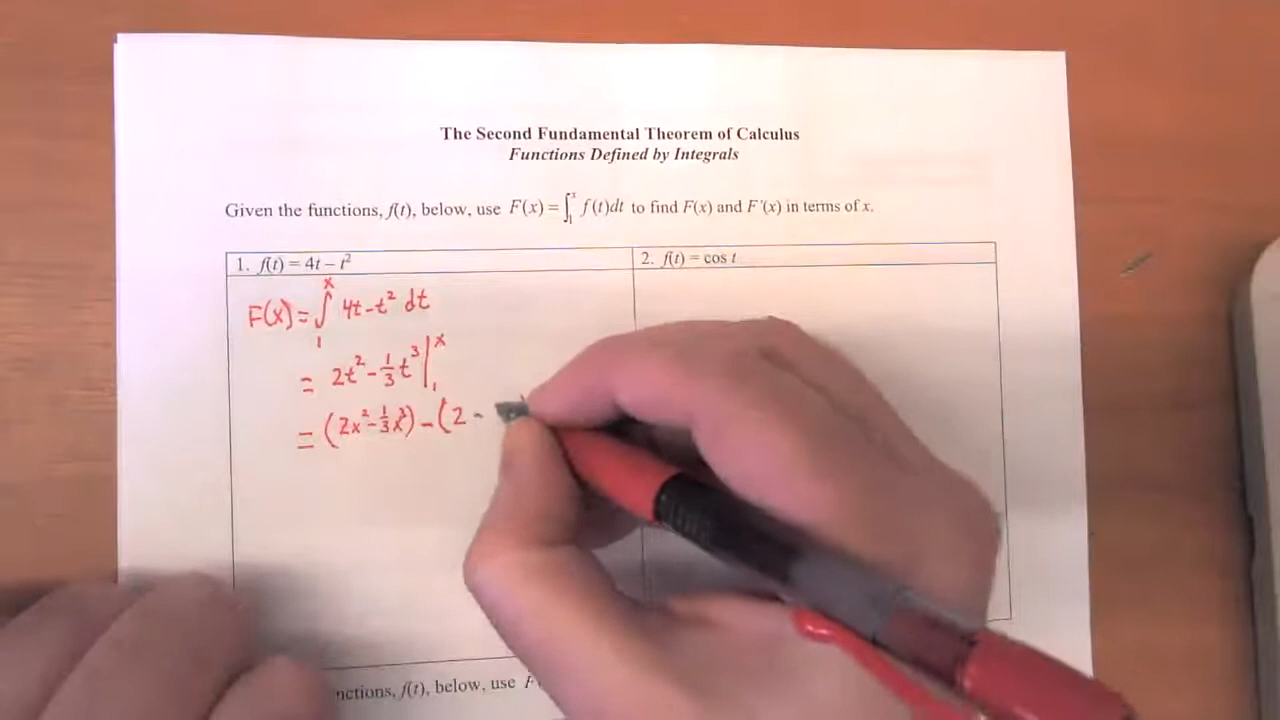 The Second Fundamental Theorem of Calculus
Functions Defined by Integrals
Given the functions, f(t), below, use F(x) = ∫₁ˣ f(t)dt to find F(x) and F'(x) in terms of x.
1. f(t) = 4t – t²
2. f(t) = cos t
F(x) = ∫₁ˣ 4t-t² dt
= 2t² - 1/3 t³ |₁ˣ
= (2x² - 1/3 x³) - (2 -
nctions, f(t), below, use F